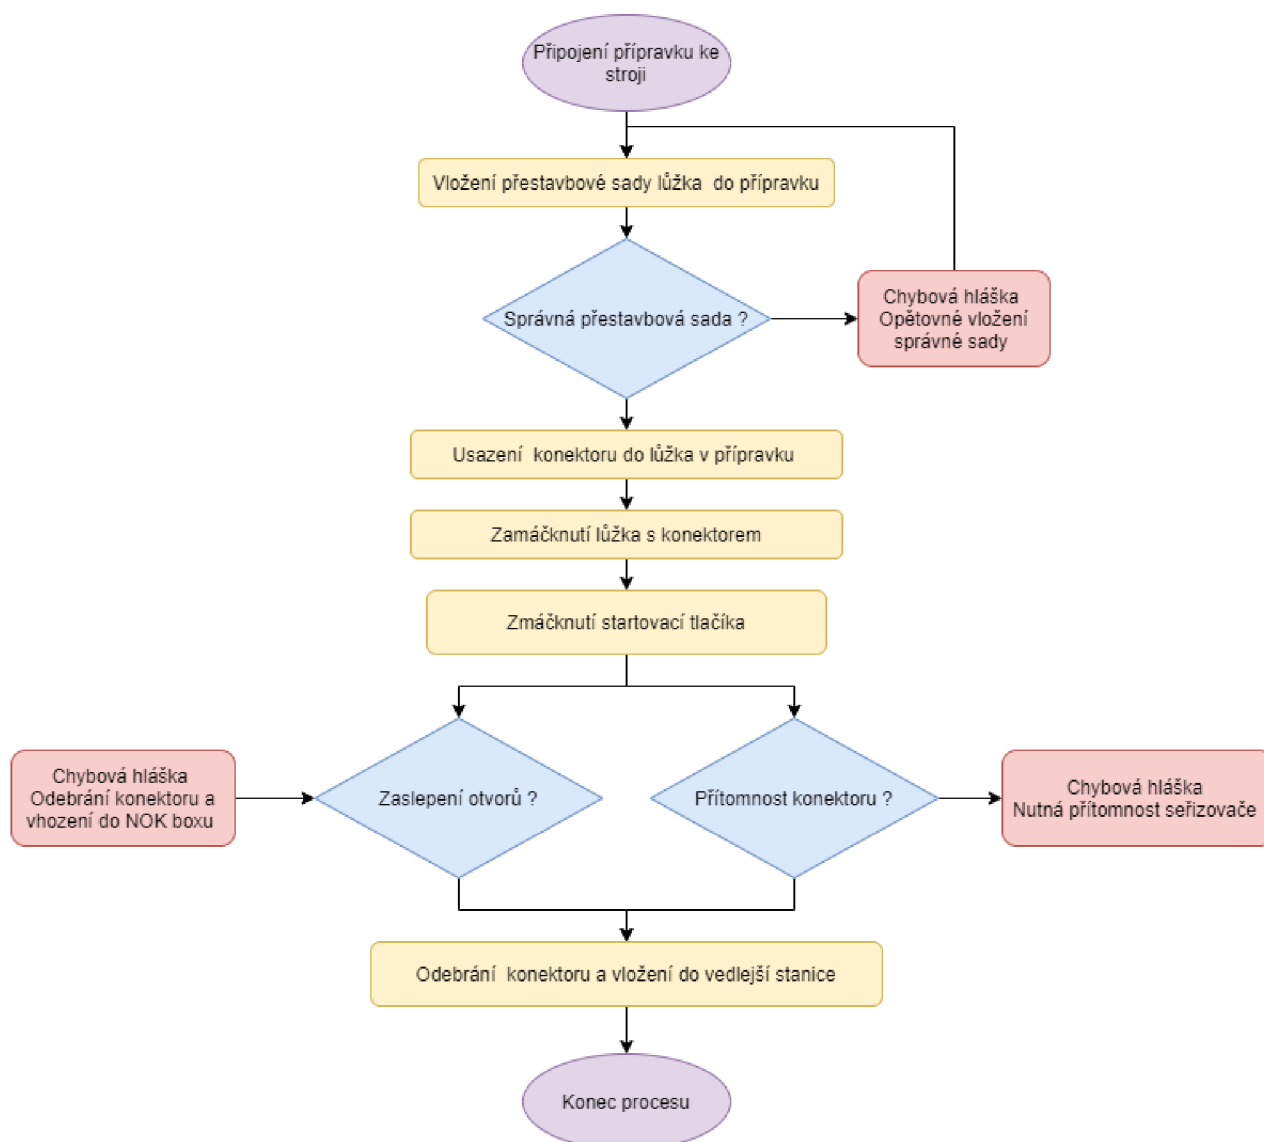 Připojení přípravku ke
stroji
Vložení přestavbové sady lůžka  do přípravku
Správná přestavbová sada ?
Chybová hláška
Opětovné vložení
správné sady
Usazení  konektoru do lůžka v přípravku
Zamáčknutí lůžka s konektorem
Zmáčknutí startovací tlačíka
Chybová hláška
Odebrání konektoru a
vhození do NOK boxu
Zaslepení otvorů ?
Přítomnost konektoru ?
Chybová hláška
Nutná přítomnost seřizovače
Odebrání  konektoru a vložení do vedlejší stanice
Konec procesu